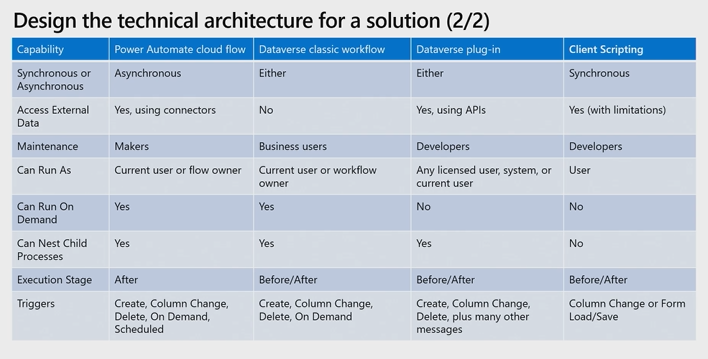 Design the technical architecture for a solution (2/2)
Capability Power Automate cloud flow Dataverse classic workflow Dataverse plug-in Client Scripting
Synchronous or Asynchronous Asynchronous Either Either Synchronous
Access External Data Yes, using connectors No Yes, using APIs Yes (with limitations)
Maintenance Makers Business users Developers Developers
Can Run As Current user or flow owner Current user or workflow owner Any licensed user, system, or current user User
Can Run On Demand Yes Yes No No
Can Nest Child Processes Yes Yes Yes No
Execution Stage After Before/After Before/After Before/After
Triggers Create, Column Change, Delete, On Demand, Scheduled Create, Column Change, Delete, On Demand Create, Column Change, Delete, plus many other messages Column Change or Form Load/Save